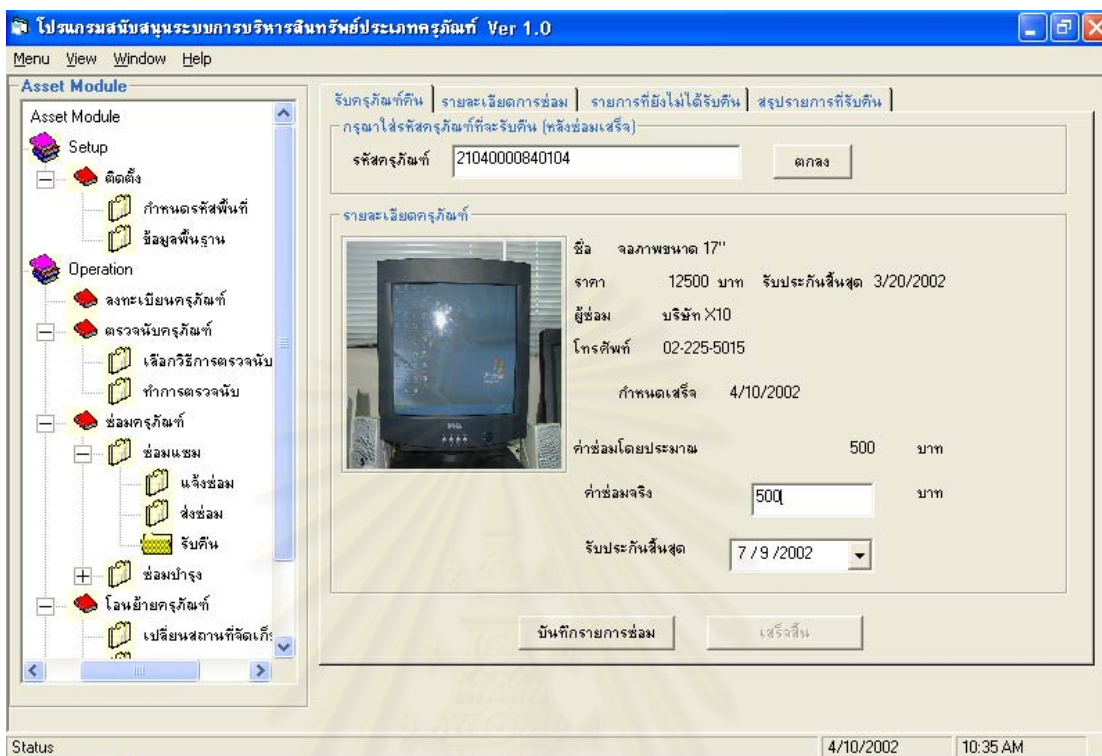 โปรแกรมสนับสนุนระบบการบริหารสินทรัพย์ประเภทครุภัณฑ์ Ver 1.0
Menu View Window Help
Asset Module
Asset Module
Setup
ติดตั้ง
กำหนดรหัสพื้นที่
ข้อมูลพื้นฐาน
Operation
ลงทะเบียนครุภัณฑ์
ตรวจนับครุภัณฑ์
เลือกวิธีการตรวจนับ
ทำการตรวจนับ
ซ่อมครุภัณฑ์
ซ่อมแซม
แจ้งซ่อม
ส่งซ่อม
รับคืน
ซ่อมบำรุง
โอนย้ายครุภัณฑ์
เปลี่ยนสถานที่จัดเก็บ
รับครุภัณฑ์คืน รายละเอียดการซ่อม รายการที่ยังไม่ได้รับคืน สรุปรายการที่รับคืน
กรุณาใส่รหัสครุภัณฑ์ที่จะรับคืน (หลังซ่อมเสร็จ)
รหัสครุภัณฑ์ 21040000840104 ตกลง
รายละเอียดครุภัณฑ์
ชื่อ จอภาพขนาด 17"
ราคา 12500 บาท รับประกันสิ้นสุด 3/20/2002
ผู้ซ่อม บริษัท X10
โทรศัพท์ 02-225-5015
กำหนดเสร็จ 4/10/2002
ค่าซ่อมโดยประมาณ 500 บาท
ค่าซ่อมจริง 500 บาท
รับประกันสิ้นสุด 7 / 9 /2002
บันทึกรายการซ่อม เสร็จสิ้น
Status 4/10/2002 10:35 AM